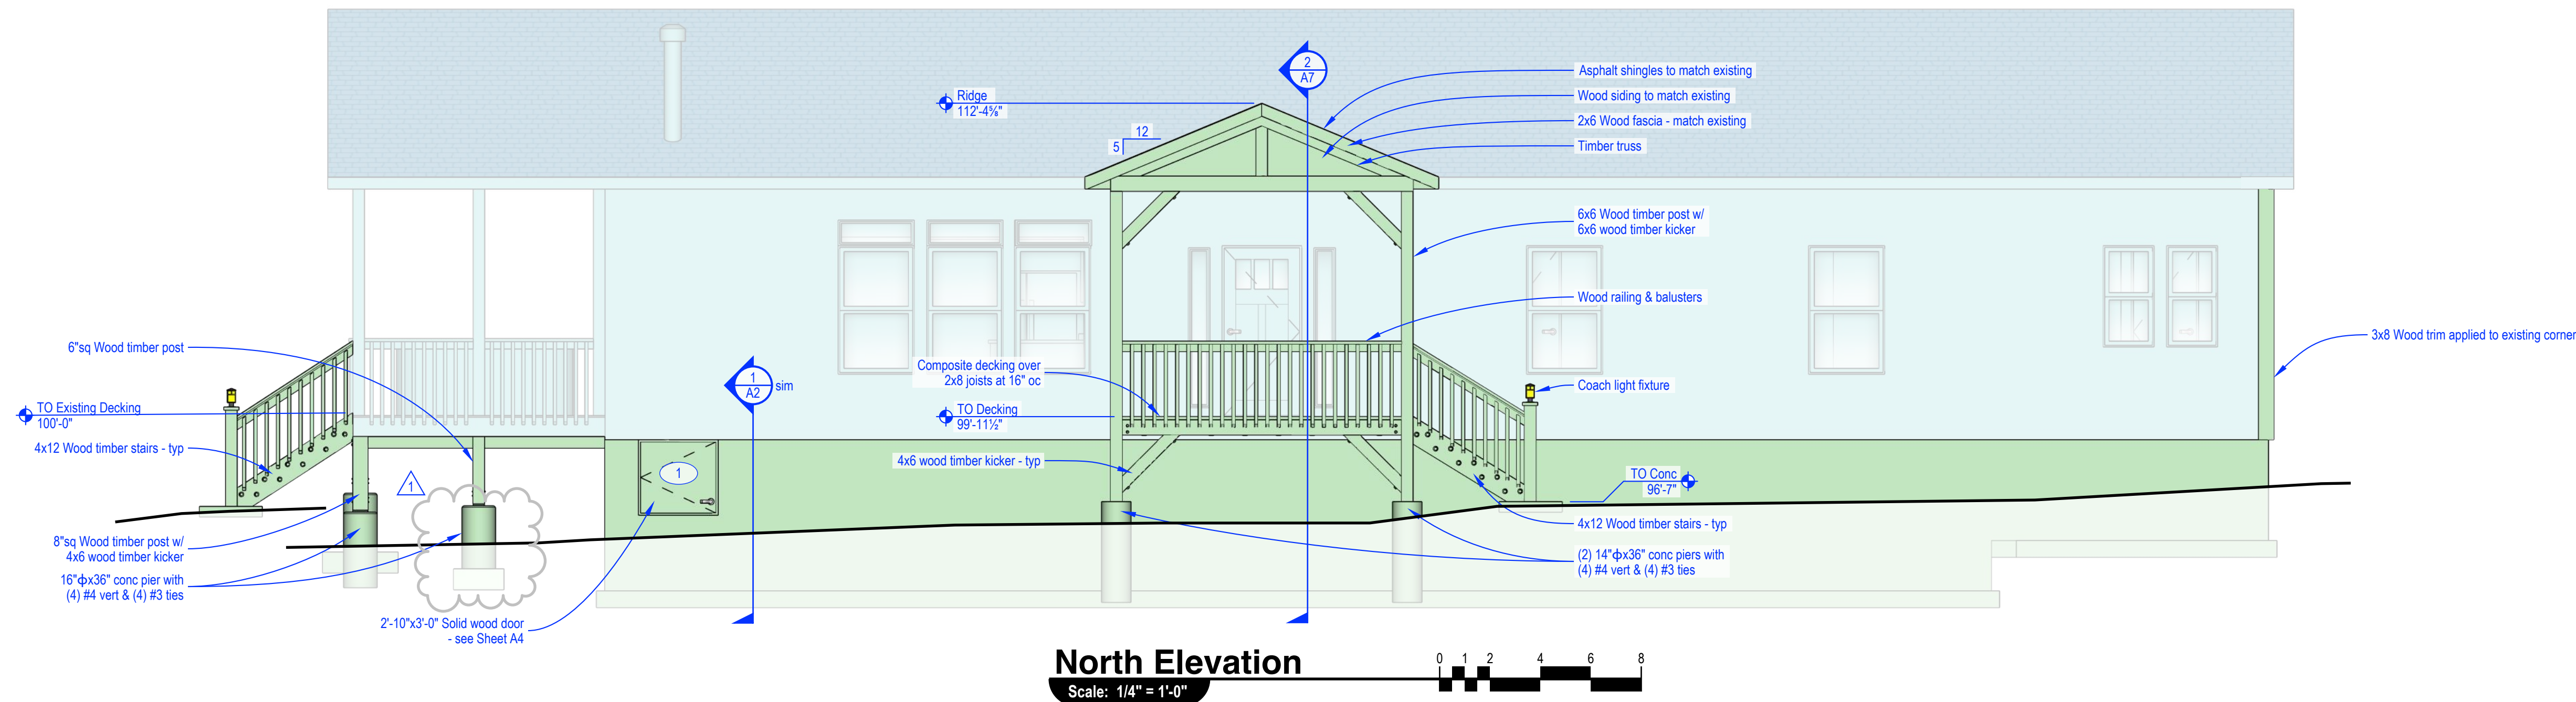 2
A7
Asphalt shingles to match existing
Ridge
112'-4⅝"
Wood siding to match existing
2x6 Wood fascia - match existing
12
5
Timber truss
6x6 Wood timber post w/
6x6 wood timber kicker
Wood railing & balusters
6"sq Wood timber post
3x8 Wood trim applied to existing corner
Composite decking over
2x8 joists at 16" oc
1
A2
sim
Coach light fixture
TO Existing Decking
100'-0"
TO Decking
99'-11½"
4x12 Wood timber stairs - typ
4x6 wood timber kicker - typ
1
1
TO Conc
96'-7"
4x12 Wood timber stairs - typ
8"sq Wood timber post w/
4x6 wood timber kicker
(2) 14"ϕx36" conc piers with
(4) #4 vert & (4) #3 ties
16"ϕx36" conc pier with
(4) #4 vert & (4) #3 ties
2'-10"x3'-0" Solid wood door
- see Sheet A4
North Elevation
Scale: 1/4" = 1'-0"
0 1 2 4 6 8